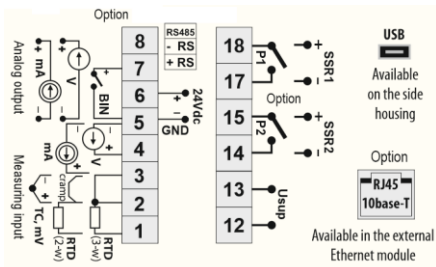 Option
RS485
- RS
+ RS
8
7
6
5
4
3
2
1
Analog output
+ mA -
+ V -
BIN
+ 24Vdc
- GND
mA
V
Measuring input
cramp
TC, mV
RTD
(2-w)
RTD
(3-w)
18
17
15
14
13
12
P1
+ SSR1 -
Option
P2
+ SSR2 -
Usup
USB
Available
on the side
housing
Option
RJ45
10base-T
Available in the external
Ethernet module